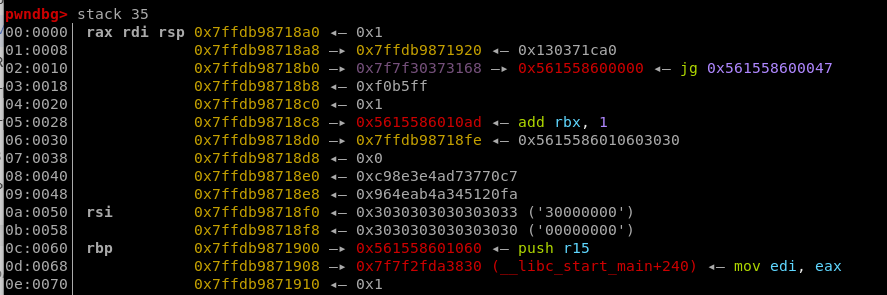 pwndbg> stack 35
00:0000│ rax rdi rsp 0x7ffdb98718a0 ◂— 0x1
01:0008│ 0x7ffdb98718a8 —▸ 0x7ffdb9871920 ◂— 0x130371ca0
02:0010│ 0x7ffdb98718b0 —▸ 0x7f7f30373168 —▸ 0x561558600000 ◂— jg 0x561558600047
03:0018│ 0x7ffdb98718b8 ◂— 0xf0b5ff
04:0020│ 0x7ffdb98718c0 ◂— 0x1
05:0028│ 0x7ffdb98718c8 —▸ 0x5615586010ad ◂— add rbx, 1
06:0030│ 0x7ffdb98718d0 —▸ 0x7ffdb98718fe ◂— 0x5615586010603030
07:0038│ 0x7ffdb98718d8 ◂— 0x0
08:0040│ 0x7ffdb98718e0 ◂— 0xc98e3e4ad73770c7
09:0048│ 0x7ffdb98718e8 ◂— 0x964eab4a345120fa
0a:0050│ rsi 0x7ffdb98718f0 ◂— 0x3030303030303033 ('30000000')
0b:0058│ 0x7ffdb98718f8 ◂— 0x3030303030303030 ('00000000')
0c:0060│ rbp 0x7ffdb9871900 —▸ 0x561558601060 ◂— push r15
0d:0068│ 0x7ffdb9871908 —▸ 0x7f7f2fda3830 (__libc_start_main+240) ◂— mov edi, eax
0e:0070│ 0x7ffdb9871910 ◂— 0x1